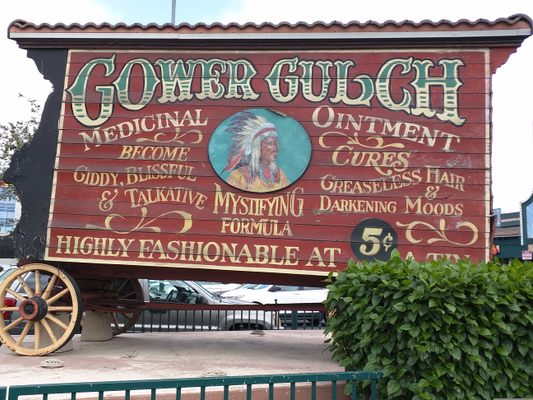 GOWER GULCH
MEDICINAL
BECOME
GIDDY, BLISSFUL
& TALKATIVE
MYSTIFYING
FORMULA
OINTMENT
CURES
GREASELESS HAIR
&
DARKENING MOODS
HIGHLY FASHIONABLE AT 5¢ A TIN